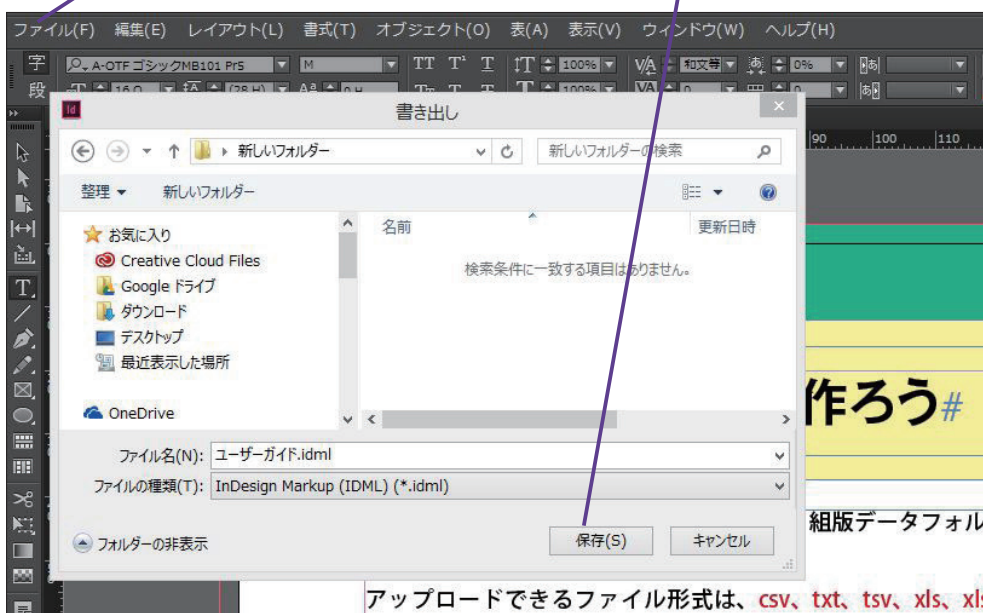 ファイル(F) 編集(E) レイアウト(L) 書式(T) オブジェクト(O) 表(A) 表示(V) ウィンドウ(W) ヘルプ(H)
字 A-OTF ゴシックMB101 Pr5 M TT T¹ T 100% 和文等 0%
段
書き出し
新しいフォルダー 新しいフォルダーの検索
90 100 110
整理 新しいフォルダー
お気に入り
Creative Cloud Files
Google ドライブ
ダウンロード
デスクトップ
最近表示した場所
OneDrive
名前 更新日時
検索条件に一致する項目はありません。
作ろう#
ファイル名(N): ユーザーガイド.idml
ファイルの種類(T): InDesign Markup (IDML) (*.idml)
組版データフォル
フォルダーの非表示 保存(S) キャンセル
アップロードできるファイル形式は、csv、txt、tsv、xls、xls